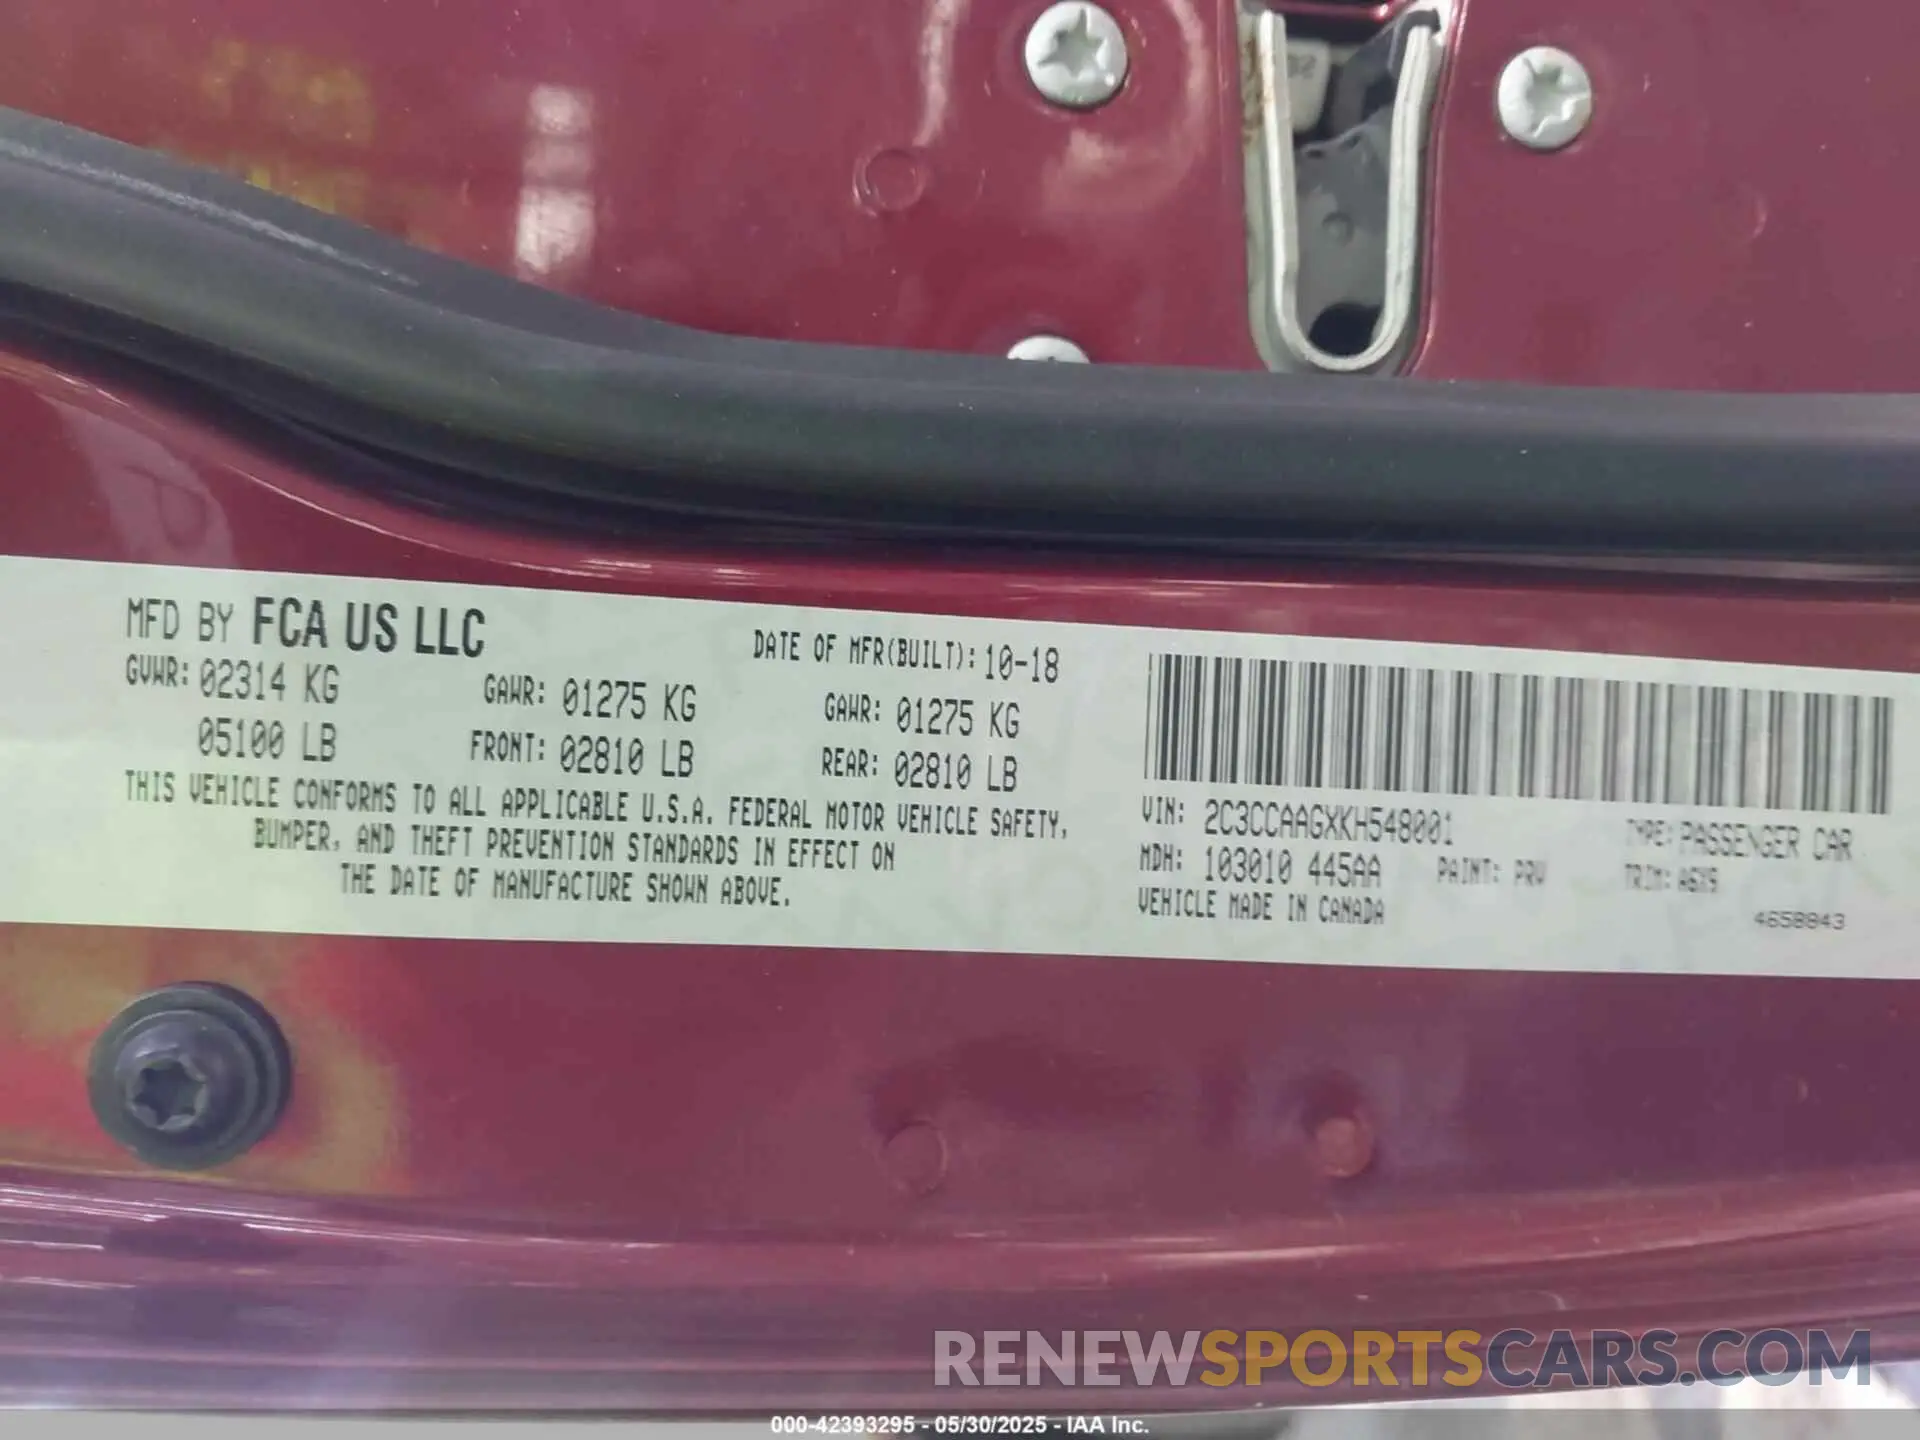 MFD BY FCA US LLC
DATE OF MFR(BUILT): 10-18
GVWR: 02314 KG
GAWR: 01275 KG
GAWR: 01275 KG
05100 LB
FRONT: 02810 LB
REAR: 02810 LB
THIS VEHICLE CONFORMS TO ALL APPLICABLE U.S.A. FEDERAL MOTOR VEHICLE SAFETY,
BUMPER, AND THEFT PREVENTION STANDARDS IN EFFECT ON
THE DATE OF MANUFACTURE SHOWN ABOVE.
VIN: 2C3CCAAGXKH548001
TYPE: PASSENGER CAR
MDH: 103010 445AA
PAINT: PRV
TRIM: A6X9
VEHICLE MADE IN CANADA
4658843
RENEWSPORTSCARS.COM
000-42393295 - 05/30/2025 - IAA Inc.